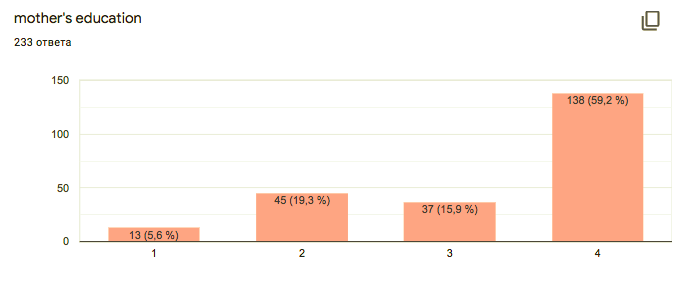 mother's education
233 ответа
150
138 (59,2 %)
100
50
45 (19,3 %)
37 (15,9 %)
13 (5,6 %)
0
1 2 3 4